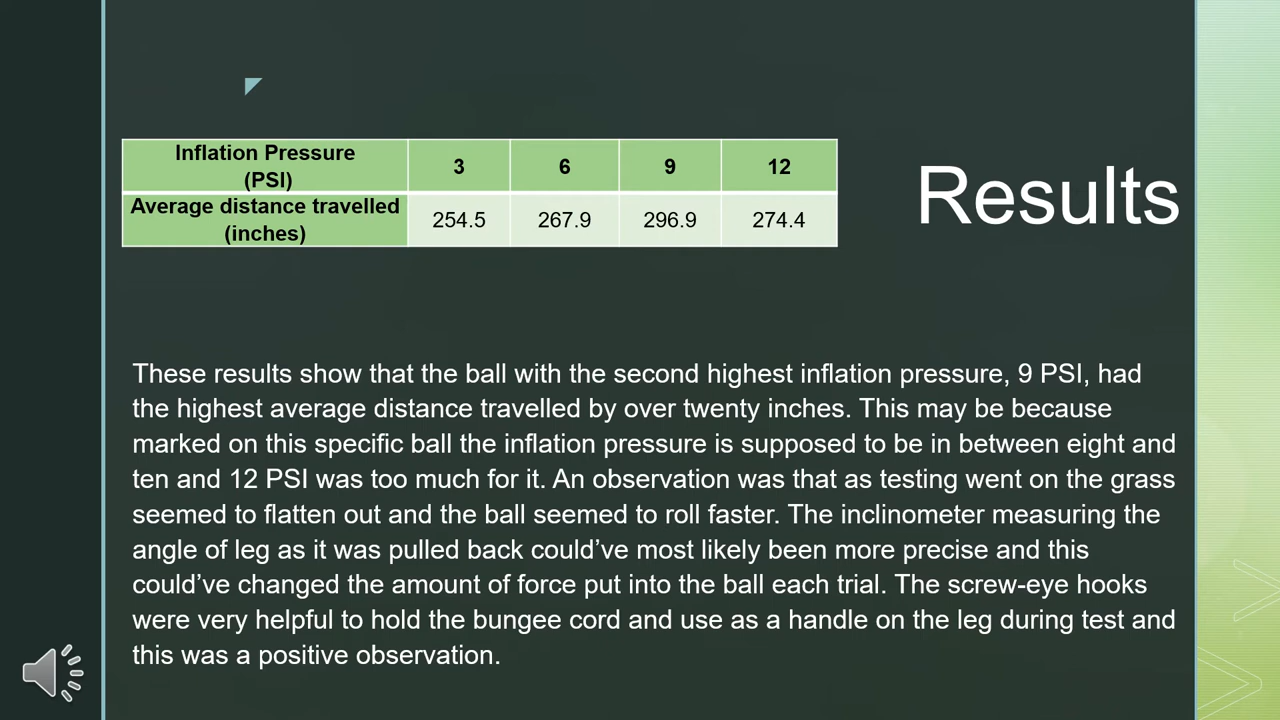 Results
Inflation Pressure
(PSI)
3
6
9
12
Average distance travelled
(inches)
254.5
267.9
296.9
274.4
These results show that the ball with the second highest inflation pressure, 9 PSI, had
the highest average distance travelled by over twenty inches. This may be because
marked on this specific ball the inflation pressure is supposed to be in between eight and
ten and 12 PSI was too much for it. An observation was that as testing went on the grass
seemed to flatten out and the ball seemed to roll faster. The inclinometer measuring the
angle of leg as it was pulled back could’ve most likely been more precise and this
could’ve changed the amount of force put into the ball each trial. The screw-eye hooks
were very helpful to hold the bungee cord and use as a handle on the leg during test and
this was a positive observation.